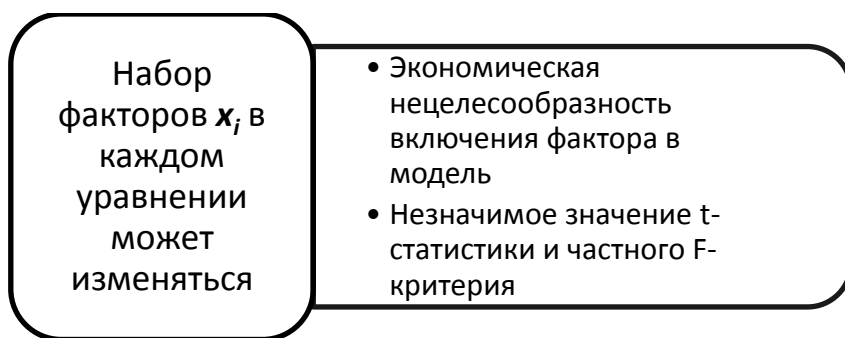 Набор
факторов xi в
каждом
уравнении
может
изменяться
• Экономическая
нецелесообразность
включения фактора в
модель
• Незначимое значение t-
статистики и частного F-
критерия